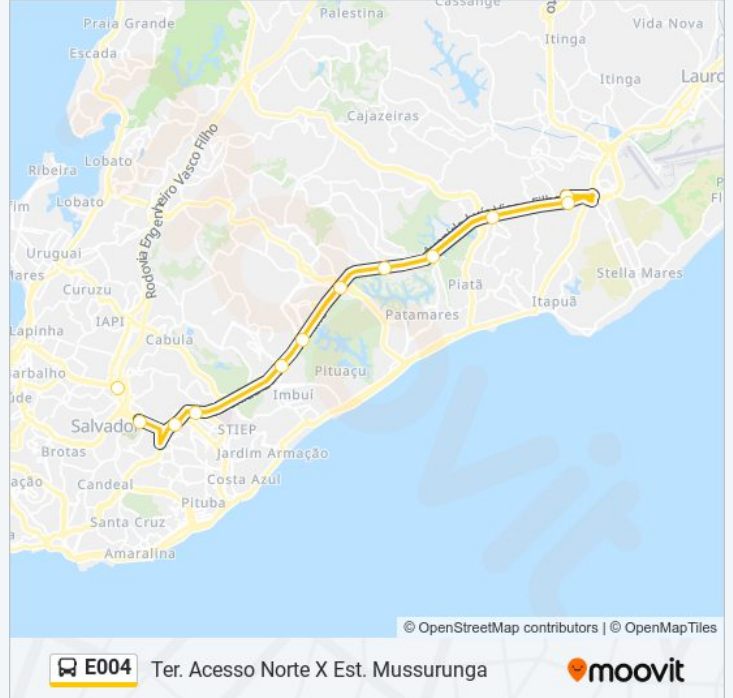 Praia Grande
Palestina
Cassange
Vida Nova
Escada
Itinga
Itinga
Lauro
Cajazeiras
Rodovia Engenheiro Vasco Filho
Lobato
Ribeira
Lobato
Uruguai
Curuzu
Stella Mares
Piatã
Itapuã
IAPI
Patamares
Lapinha
Cabula
Pituaçu
Imbuí
Salvador
STIEP
Brotas
Jardim Armação
Candeal
Costa Azul
Pituba
Santa Cruz
Amaralina
© OpenStreetMap contributors | © OpenMapTiles
E004 Ter. Acesso Norte X Est. Mussurunga
moovit